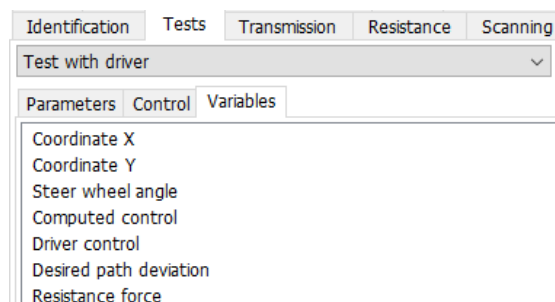 Identification Tests Transmission Resistance Scanning
Test with driver
Parameters Control Variables
Coordinate X
Coordinate Y
Steer wheel angle
Computed control
Driver control
Desired path deviation
Resistance force